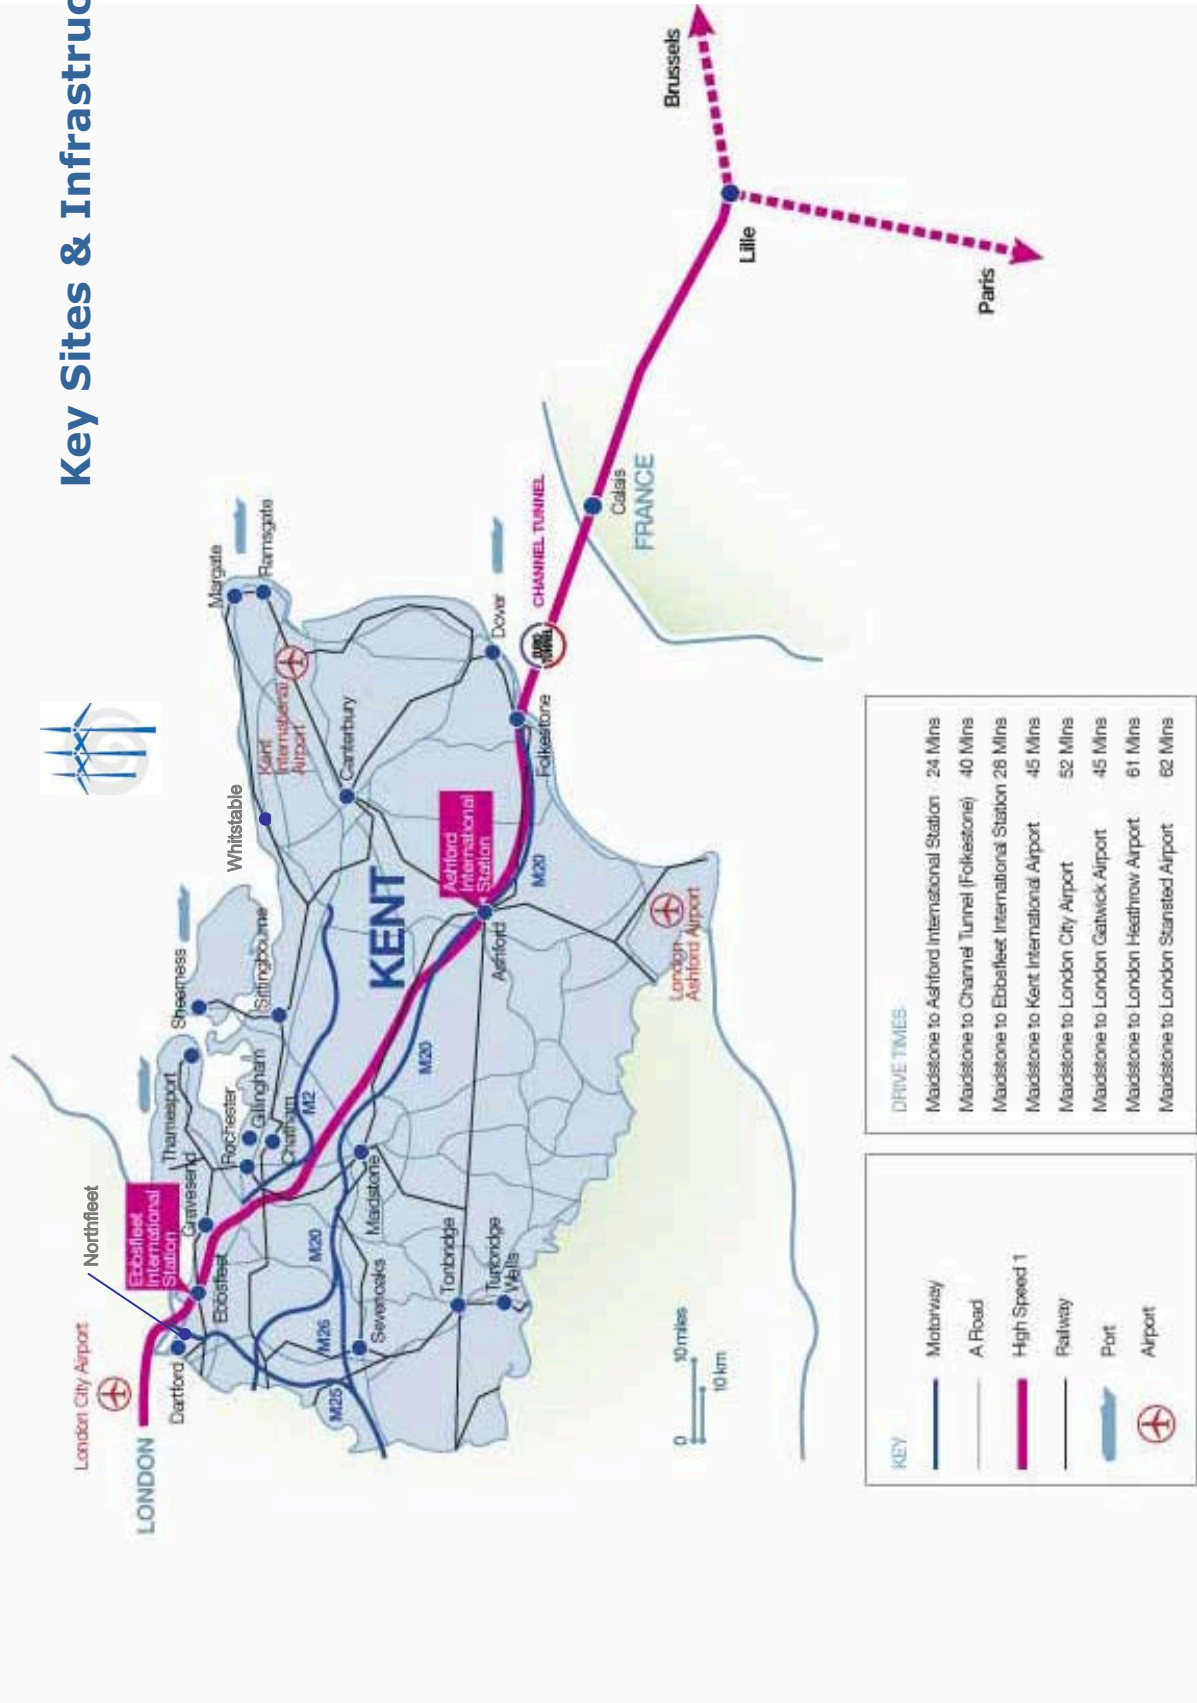 Key Sites & Infrastruc
Northfleet
Whitstable
London City Airport
LONDON
Dartford
Ebbsfleet
International
Station
Ebbsfleet
Gravesend
Thamesport
Rochester
Gillingham
Chatham
Sheerness
Sittingbourne
Margate
Ramsgate
Kent
International
Airport
Canterbury
KENT
M2
M20
M20
M26
M25
Sevenoaks
Maidstone
Tonbridge
Tunbridge
Wells
Ashford
International
Station
Ashford
M20
Folkestone
Dover
EURO
TUNNEL
CHANNEL TUNNEL
Calais
FRANCE
Lille
Brussels
Paris
London
Ashford Airport
0
10 miles
10 km
KEY
Motorway
A Road
High Speed 1
Railway
Port
Airport
DRIVE TIMES
Maidstone to Ashford International Station 24 Mins
Maidstone to Channel Tunnel (Folkestone) 40 Mins
Maidstone to Ebbsfleet International Station 28 Mins
Maidstone to Kent International Airport 45 Mins
Maidstone to London City Airport 52 Mins
Maidstone to London Gatwick Airport 45 Mins
Maidstone to London Heathrow Airport 61 Mins
Maidstone to London Stansted Airport 62 Mins